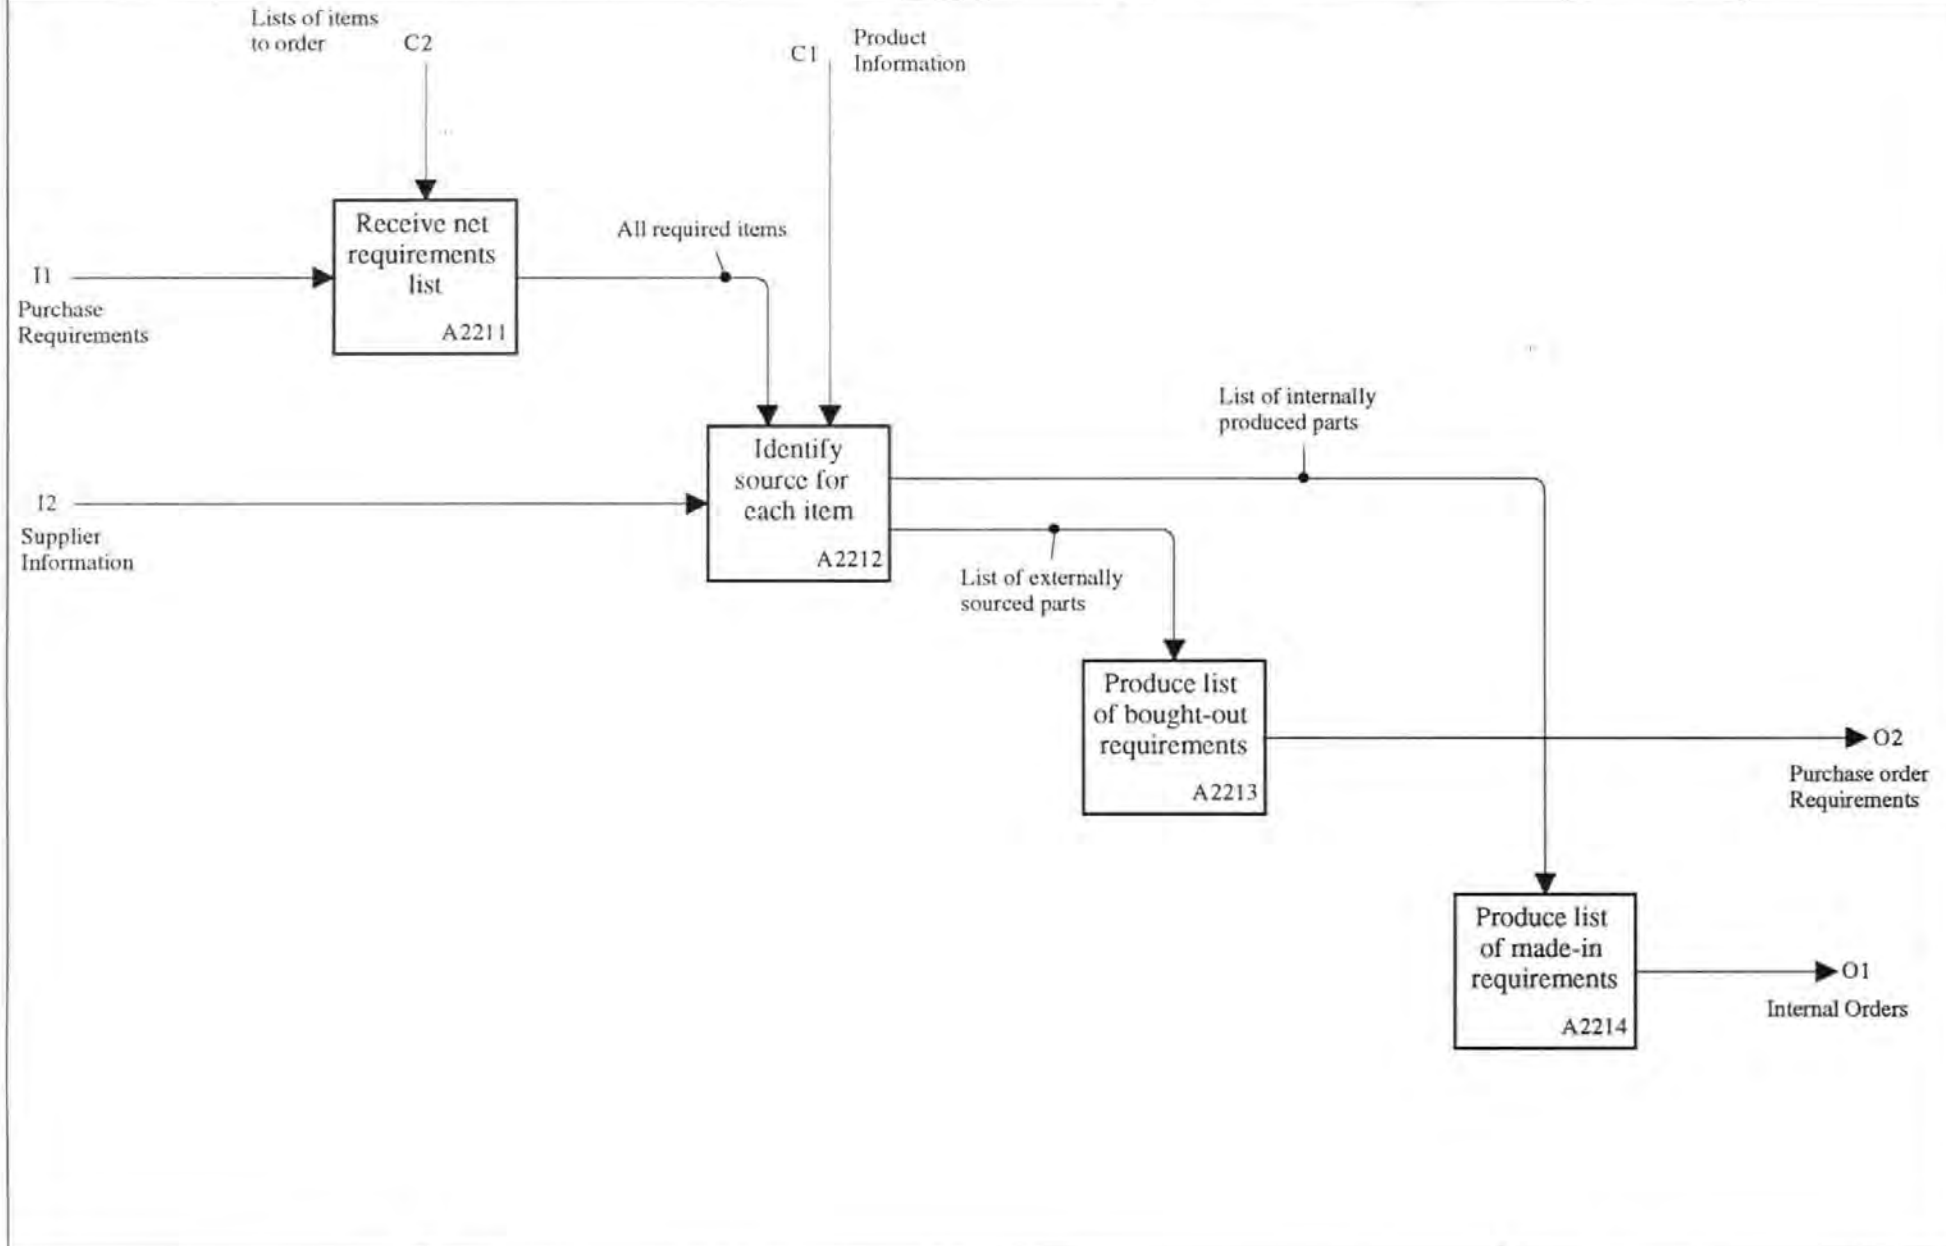 Lists of items
to order
C2
C1
Product
Information
Receive net
requirements
list
A2211
All required items
I1
Purchase
Requirements
List of internally
produced parts
Identify
source for
each item
A2212
I2
Supplier
Information
List of externally
sourced parts
Produce list
of bought-out
requirements
A2213
O2
Purchase order
Requirements
Produce list
of made-in
requirements
A2214
O1
Internal Orders